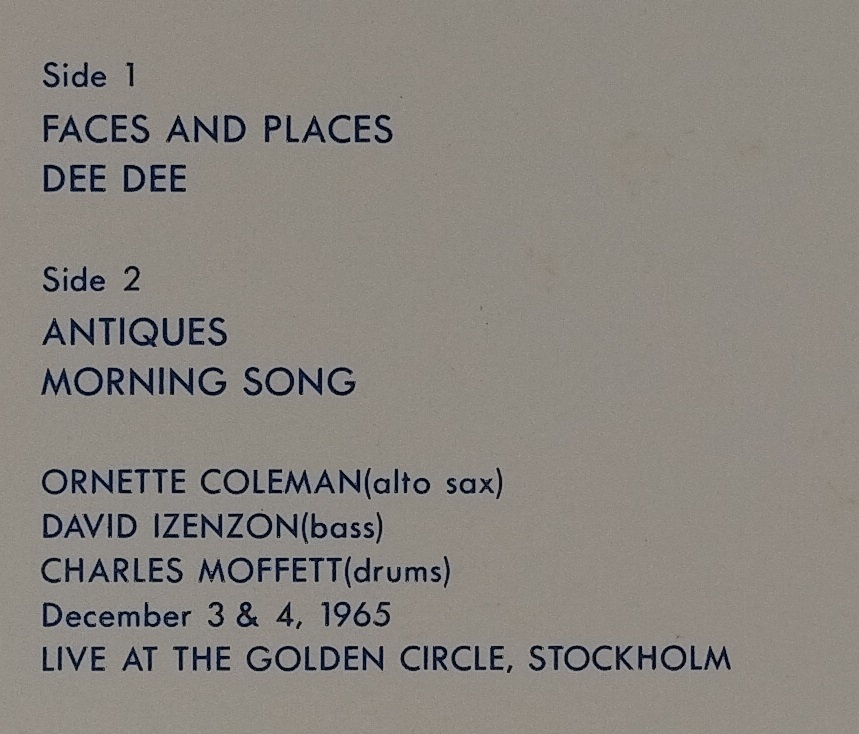 Side 1
FACES AND PLACES
DEE DEE
Side 2
ANTIQUES
MORNING SONG
ORNETTE COLEMAN(alto sax)
DAVID IZENZON(bass)
CHARLES MOFFETT(drums)
December 3 & 4, 1965
LIVE AT THE GOLDEN CIRCLE, STOCKHOLM